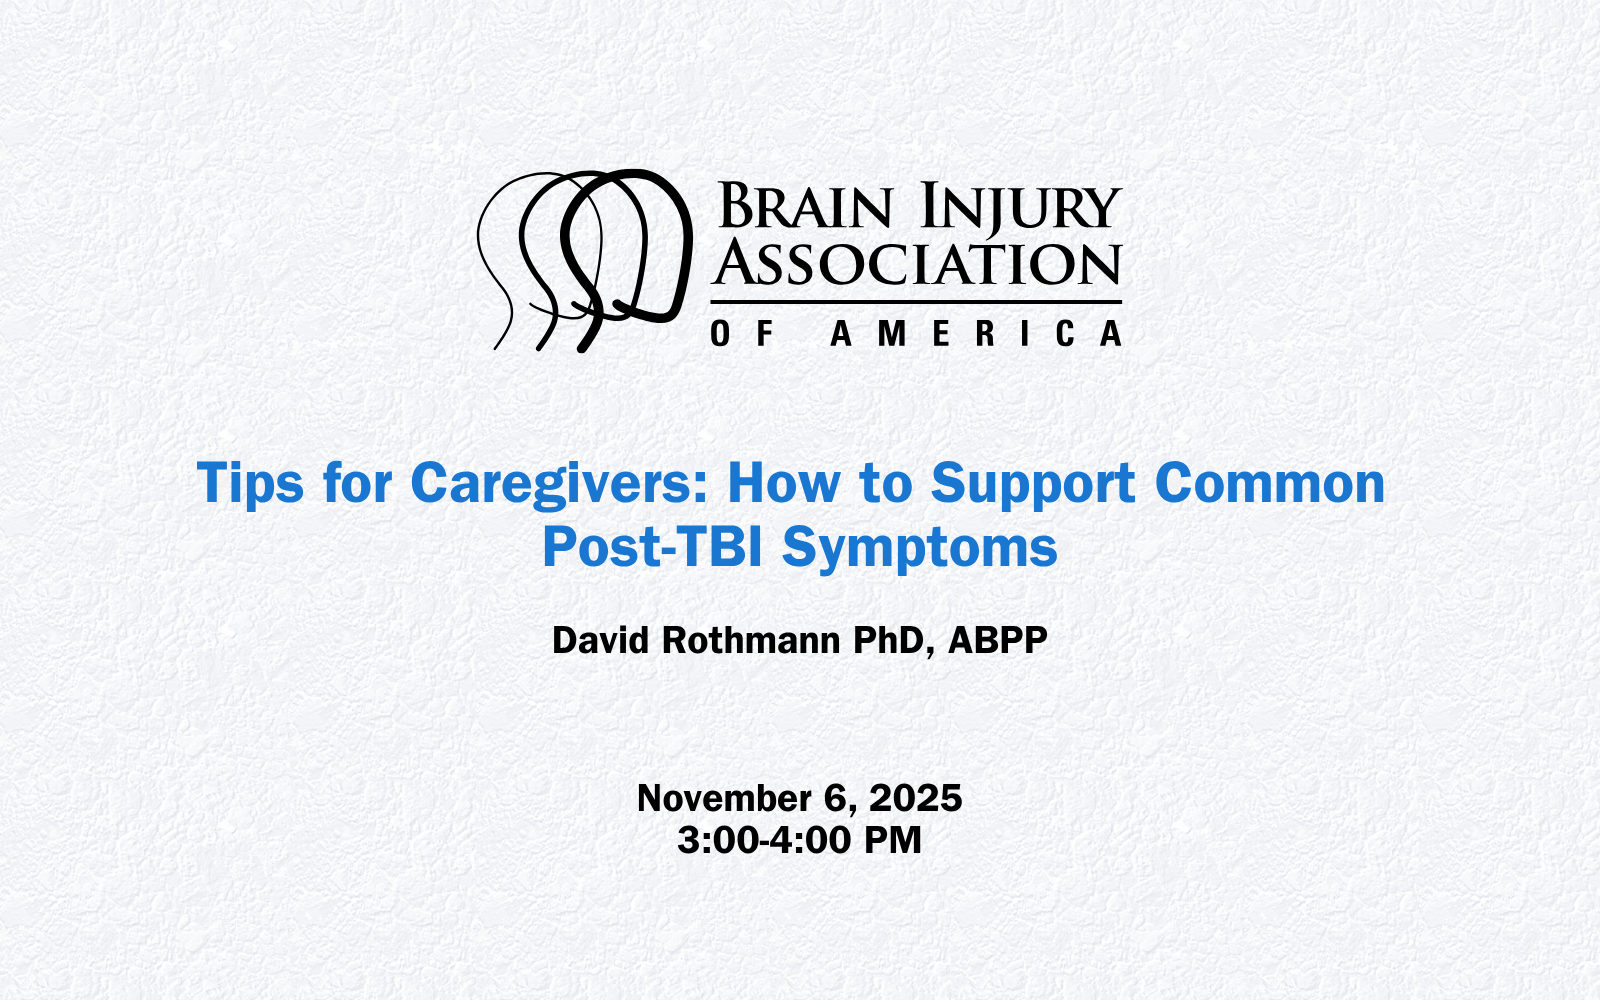 BRAIN INJURY
ASSOCIATION
OF AMERICA
Tips for Caregivers: How to Support Common
Post-TBI Symptoms
David Rothmann PhD, ABPP
November 6, 2025
3:00-4:00 PM